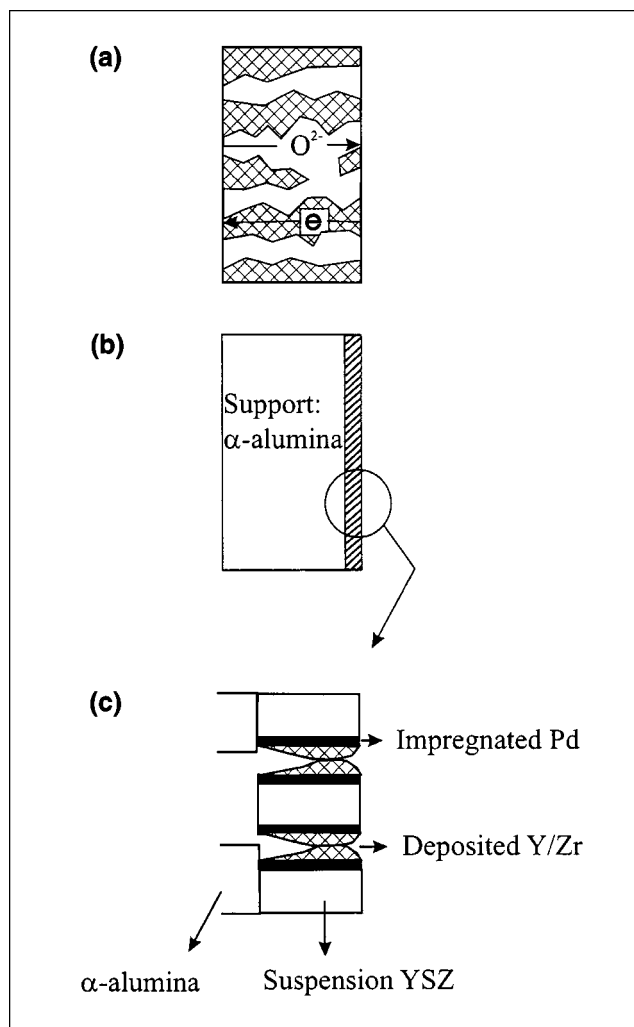 (a)
O²⁻
⊖
(b)
Support:
α-alumina
(c)
Impregnated Pd
Deposited Y/Zr
α-alumina
Suspension YSZ